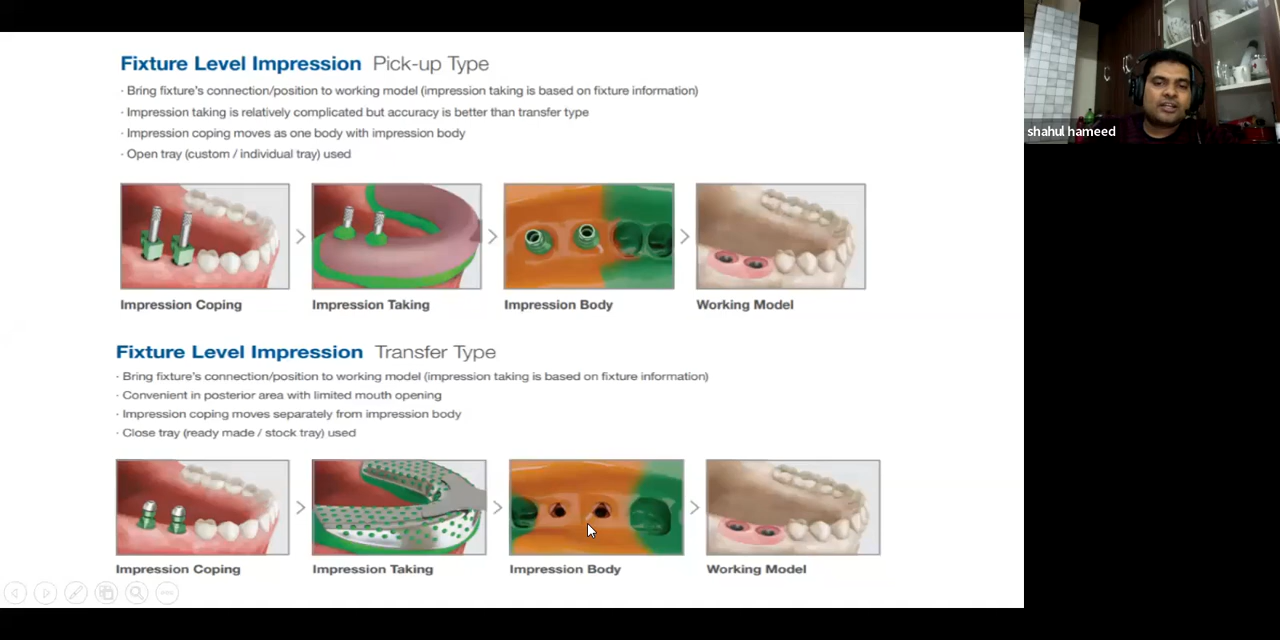 Fixture Level Impression Pick-up Type
· Bring fixture's connection/position to working model (impression taking is based on fixture information)
· Impression taking is relatively complicated but accuracy is better than transfer type
· Impression coping moves as one body with impression body
· Open tray (custom / individual tray) used
Impression Coping
Impression Taking
Impression Body
Working Model
Fixture Level Impression Transfer Type
· Bring fixture's connection/position to working model (impression taking is based on fixture information)
· Convenient in posterior area with limited mouth opening
· Impression coping moves separately from impression body
· Close tray (ready made / stock tray) used
Impression Coping
Impression Taking
Impression Body
Working Model
shahul hameed